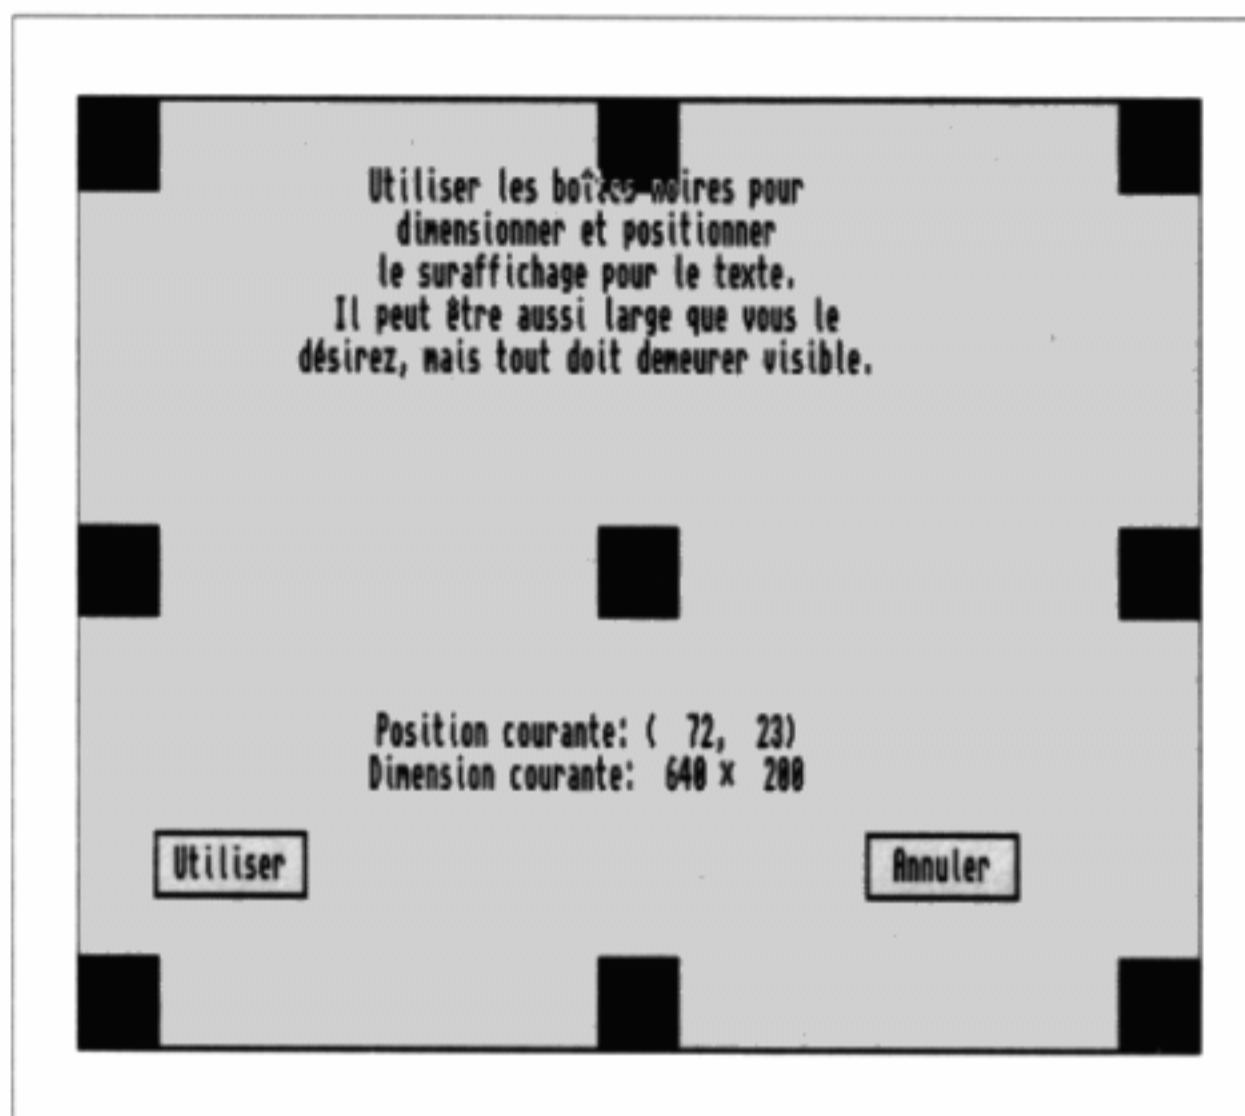 Utiliser les boîtes noires pour
dimensionner et positionner
le suraffichage pour le texte.
Il peut être aussi large que vous le
désirez, mais tout doit demeurer visible.
Position courante: ( 72, 23)
Dimension courante: 640 x 200
Utiliser
Annuler